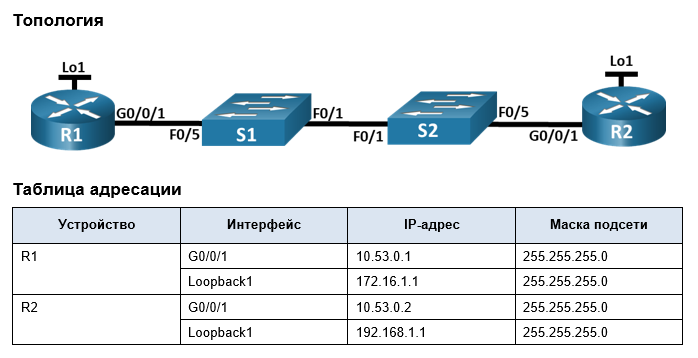 Топология
Lo1
Lo1
G0/0/1
F0/1
F0/5
R1
F0/5
S1
F0/1
S2
G0/0/1
R2
Таблица адресации
Устройство Интерфейс IP-адрес Маска подсети
R1 G0/0/1 10.53.0.1 255.255.255.0
Loopback1 172.16.1.1 255.255.255.0
R2 G0/0/1 10.53.0.2 255.255.255.0
Loopback1 192.168.1.1 255.255.255.0